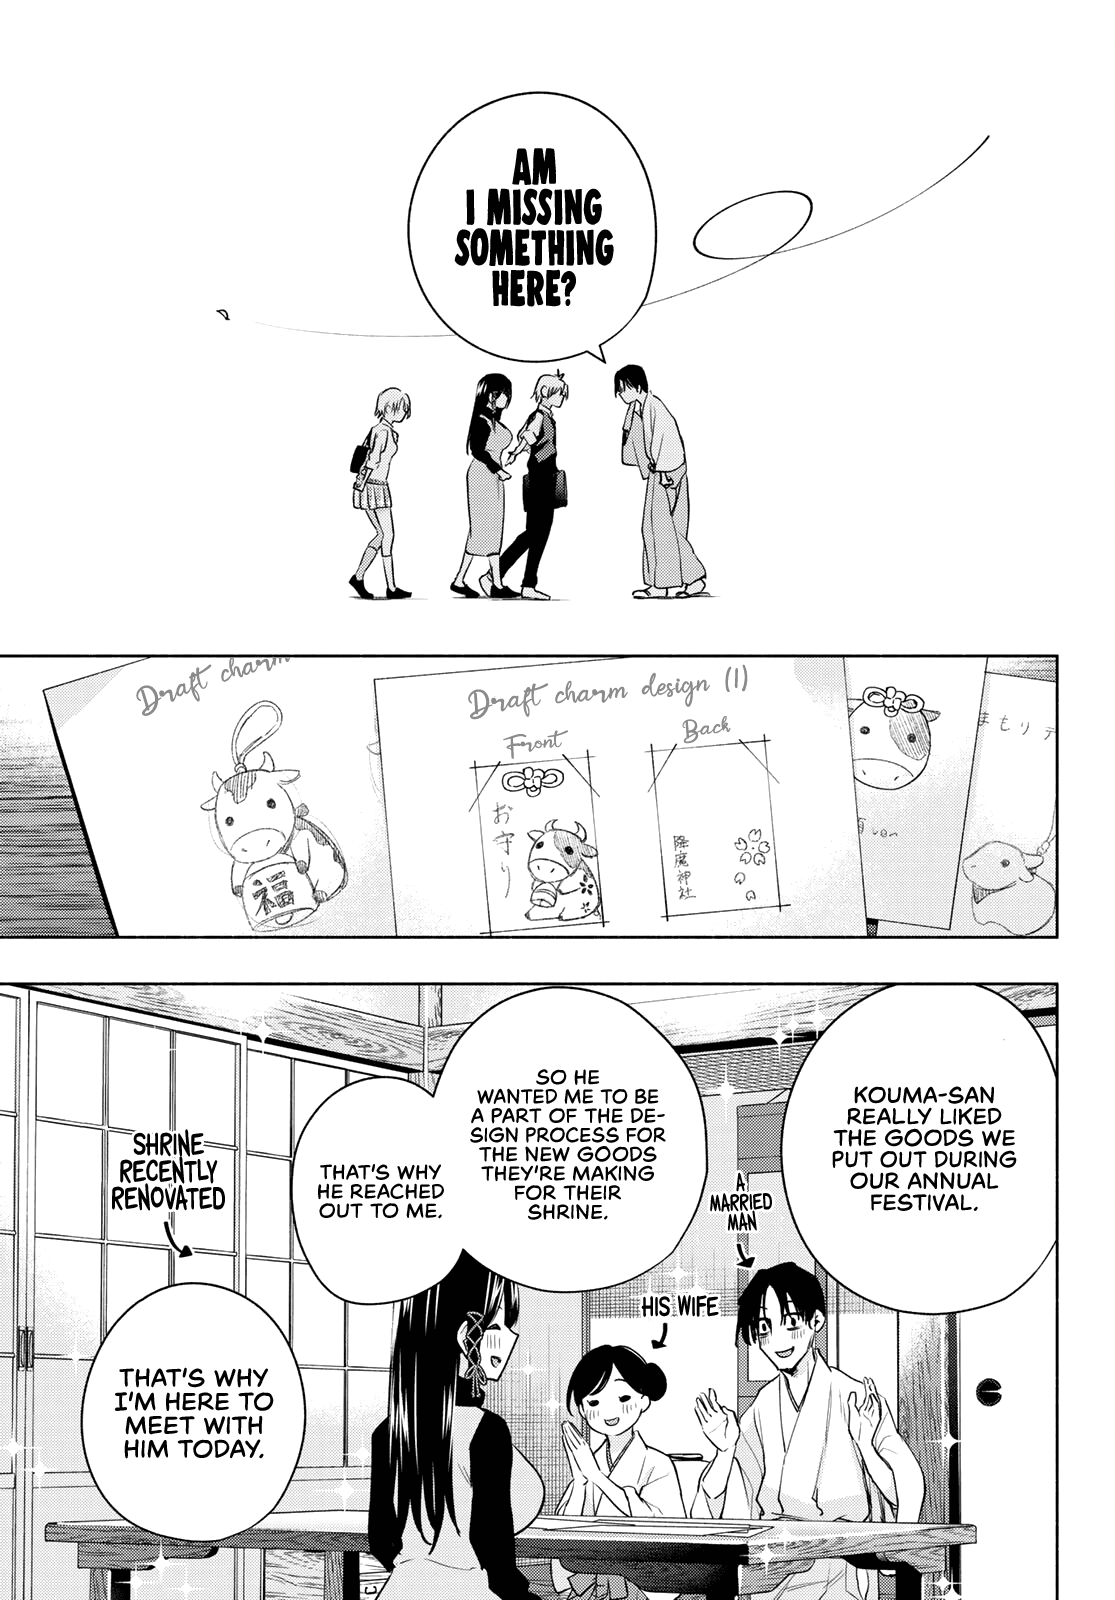 AM
I MISSING
SOMETHING
HERE?
Draft charm
Draft charm design (1)
Front
Back
お守り
降魔神社
福
まもりデ
KOUMA-SAN
REALLY LIKED
THE GOODS WE
PUT OUT DURING
OUR ANNUAL
FESTIVAL.
SO HE
WANTED ME TO BE
A PART OF THE DE-
SIGN PROCESS FOR
THE NEW GOODS
THEY'RE MAKING
FOR THEIR
SHRINE.
THAT'S WHY
HE REACHED
OUT TO ME.
SHRINE
RECENTLY
RENOVATED
A
MARRIED
MAN
HIS WIFE
THAT'S WHY
I'M HERE TO
MEET WITH
HIM TODAY.